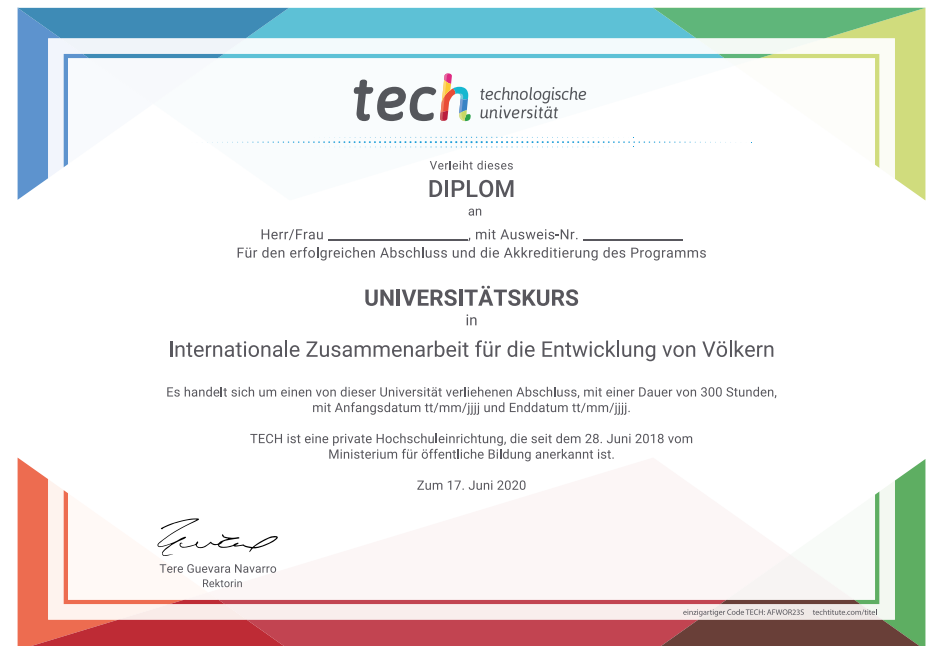 tech technologische
universität
Verleiht dieses
DIPLOM
an
Herr/Frau ____________________, mit Ausweis-Nr. ______________
Für den erfolgreichen Abschluss und die Akkreditierung des Programms
UNIVERSITÄTSKURS
in
Internationale Zusammenarbeit für die Entwicklung von Völkern
Es handelt sich um einen von dieser Universität verliehenen Abschluss, mit einer Dauer von 300 Stunden,
mit Anfangsdatum tt/mm/jjjj und Enddatum tt/mm/jjjj.
TECH ist eine private Hochschuleinrichtung, die seit dem 28. Juni 2018 vom
Ministerium für öffentliche Bildung anerkannt ist.
Zum 17. Juni 2020
Tere Guevara Navarro
Rektorin
einzigartiger Code TECH: AFWOR23S techtitute.com/titel